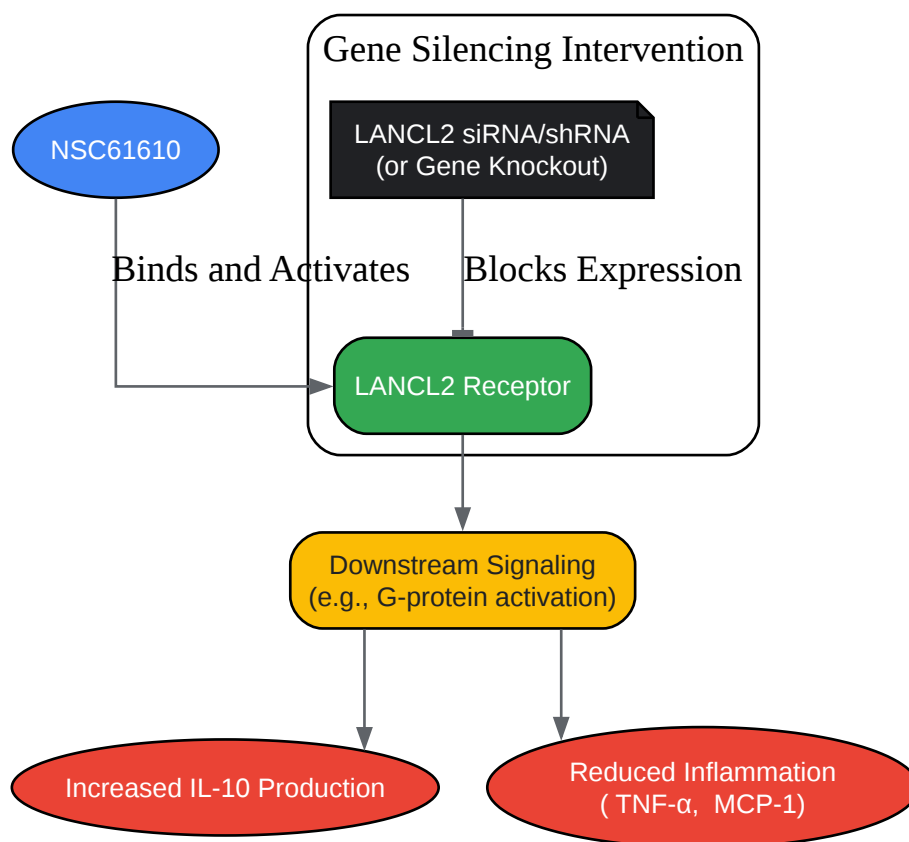 Gene Silencing Intervention
NSC61610
LANCL2 siRNA/shRNA
(or Gene Knockout)
Binds and Activates
Blocks Expression
LANCL2 Receptor
Downstream Signaling
(e.g., G-protein activation)
Increased IL-10 Production
Reduced Inflammation
( TNF-α, MCP-1)